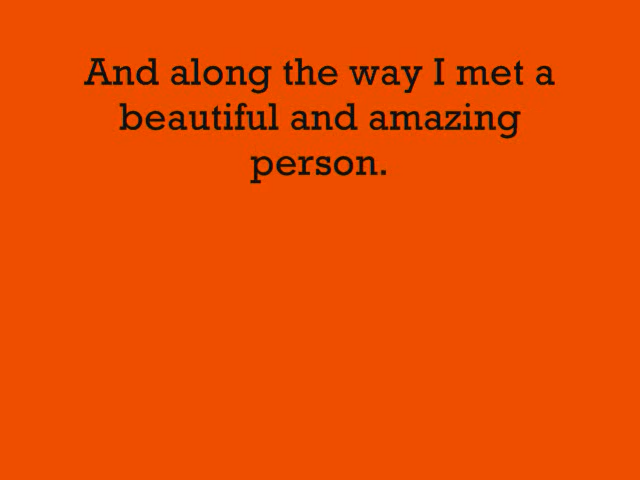 And along the way I met a
beautiful and amazing
person.